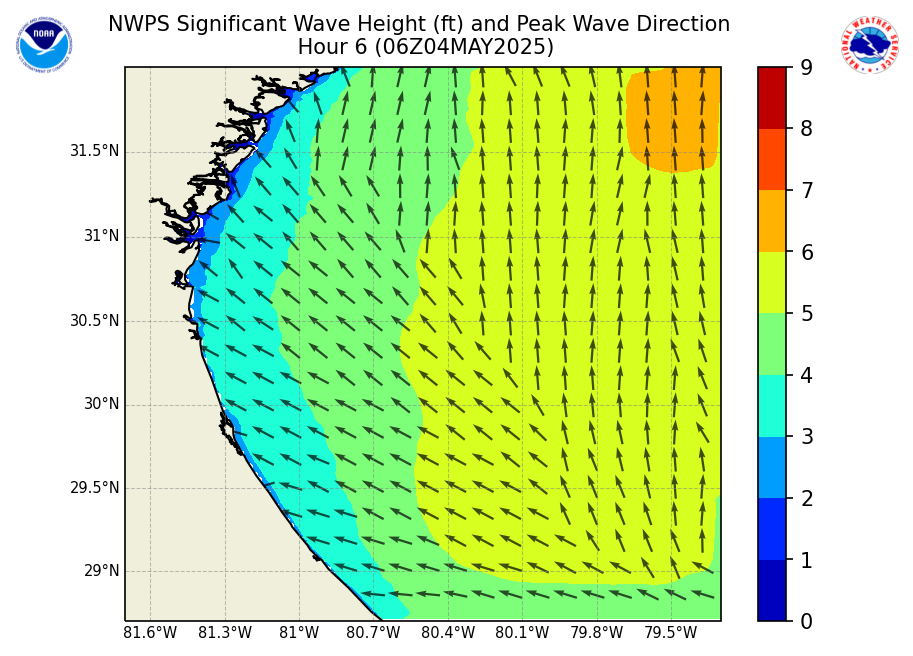 NWPS Significant Wave Height (ft) and Peak Wave Direction
Hour 6 (06Z04MAY2025)
NOAA
NATIONAL WEATHER SERVICE
31.5°N
31°N
30.5°N
30°N
29.5°N
29°N
81.6°W 81.3°W 81°W 80.7°W 80.4°W 80.1°W 79.8°W 79.5°W
9
8
7
6
5
4
3
2
1
0